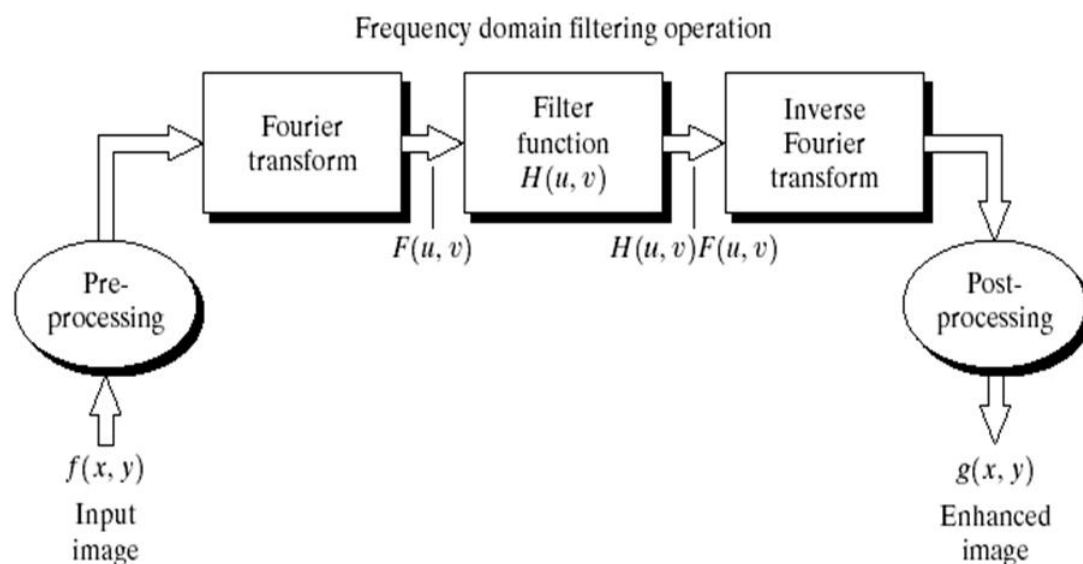 Frequency domain filtering operation
Fourier
transform
Filter
function
H(u, v)
Inverse
Fourier
transform
F(u, v)
H(u, v)F(u, v)
Pre-
processing
Post-
processing
f(x, y)
Input
image
g(x, y)
Enhanced
image